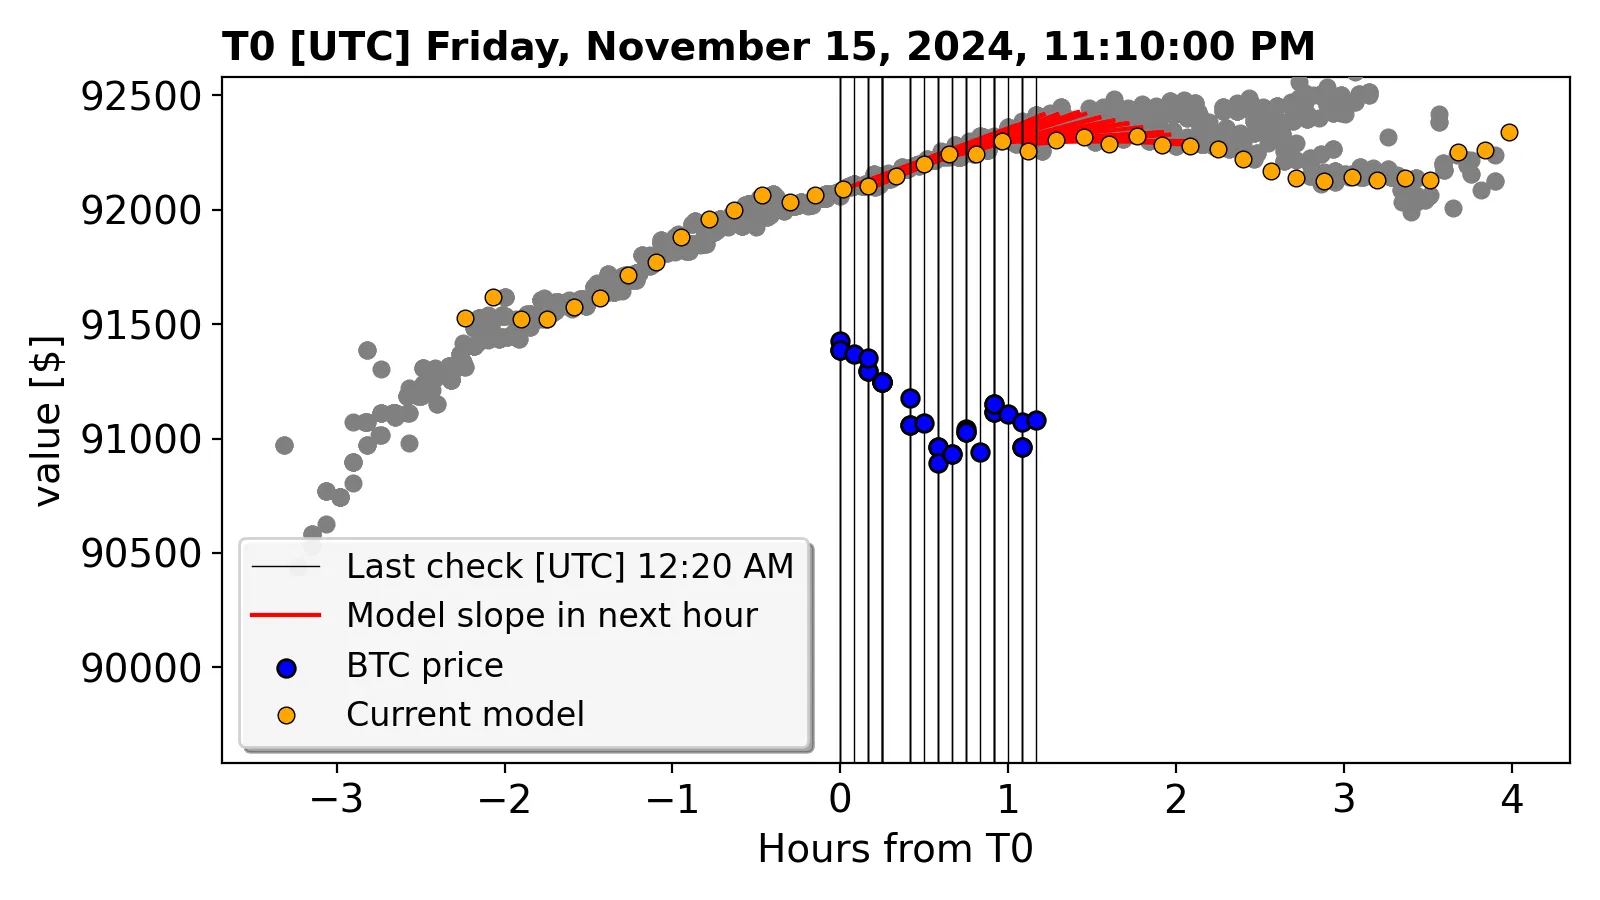 T0 [UTC] Friday, November 15, 2024, 11:10:00 PM
92500
92000
91500
91000
90500
90000
value [$]
Last check [UTC] 12:20 AM
Model slope in next hour
BTC price
Current model
−3 −2 −1 0 1 2 3 4
Hours from T0